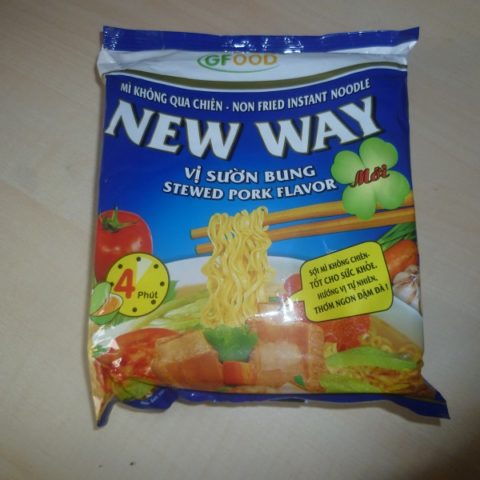 GFOOD
MÌ KHÔNG QUA CHIÊN - NON FRIED INSTANT NOODLE
NEW WAY
VỊ SƯỜN BUNG
STEWED PORK FLAVOR
Mới
4
Phút
SỢI MÌ KHÔNG CHIÊN-
TỐT CHO SỨC KHỎE.
HƯƠNG VỊ TỰ NHIÊN,
THƠM NGON ĐẬM ĐÀ!